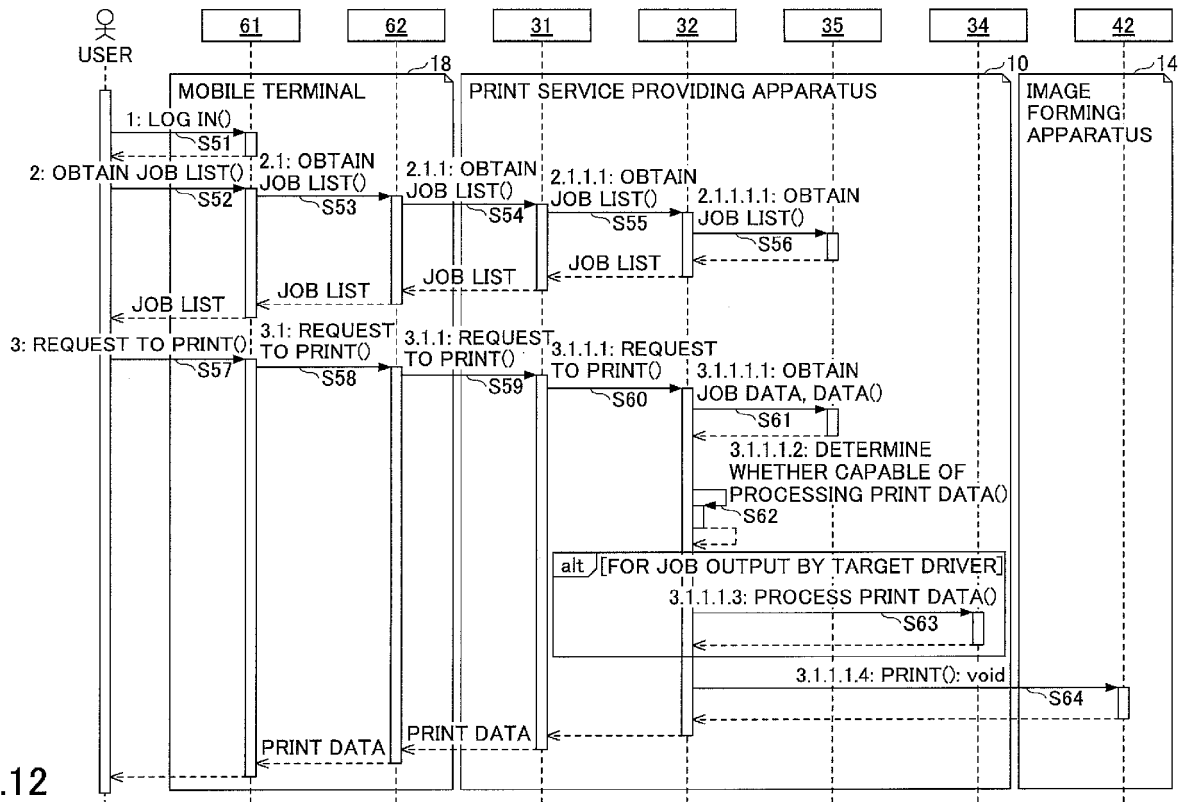 61
62
31
32
35
34
42
USER
18
10
14
MOBILE TERMINAL
PRINT SERVICE PROVIDING APPARATUS
IMAGE
FORMING
APPARATUS
1: LOG IN()
S51
2: OBTAIN JOB LIST()
S52
2.1: OBTAIN
JOB LIST()
S53
2.1.1: OBTAIN
JOB LIST()
S54
2.1.1.1: OBTAIN
JOB LIST()
S55
2.1.1.1.1: OBTAIN
JOB LIST()
S56
JOB LIST
JOB LIST
JOB LIST
JOB LIST
3: REQUEST TO PRINT()
S57
3.1: REQUEST
TO PRINT()
S58
3.1.1: REQUEST
TO PRINT()
S59
3.1.1.1: REQUEST
TO PRINT()
S60
3.1.1.1.1: OBTAIN
JOB DATA, DATA()
S61
3.1.1.1.2: DETERMINE
WHETHER CAPABLE OF
PROCESSING PRINT DATA()
S62
alt
[FOR JOB OUTPUT BY TARGET DRIVER]
3.1.1.1.3: PROCESS PRINT DATA()
S63
3.1.1.1.4: PRINT(): void
S64
PRINT DATA
PRINT DATA
.12